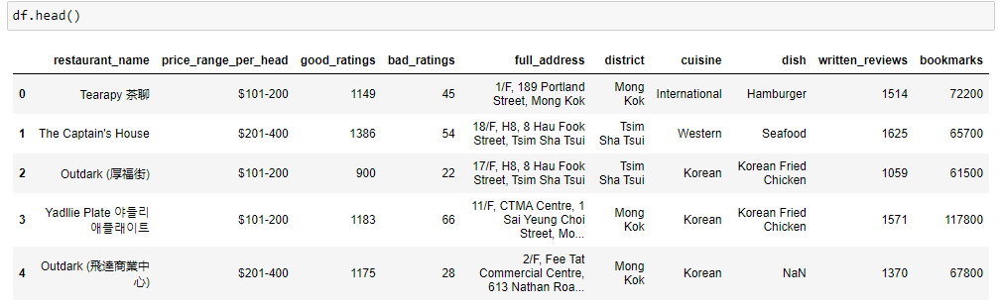 df.head()
restaurant_name price_range_per_head good_ratings bad_ratings full_address district cuisine dish written_reviews bookmarks
0 Tearapy 茶聊 $101-200 1149 45 1/F, 189 Portland Street, Mong Kok Mong Kok International Hamburger 1514 72200
1 The Captain's House $201-400 1386 54 18/F, H8, 8 Hau Fook Street, Tsim Sha Tsui Tsim Sha Tsui Western Seafood 1625 65700
2 Outdark (厚福街) $101-200 900 22 17/F, H8, 8 Hau Fook Street, Tsim Sha Tsui Tsim Sha Tsui Korean Korean Fried Chicken 1059 61500
3 Yadllie Plate 야들리애플래이트 $101-200 1183 66 11/F, CTMA Centre, 1 Sai Yeung Choi Street, Mo... Mong Kok Korean Korean Fried Chicken 1571 117800
4 Outdark (飛達商業中心) $201-400 1175 28 2/F, Fee Tat Commercial Centre, 613 Nathan Roa... Mong Kok Korean NaN 1370 67800